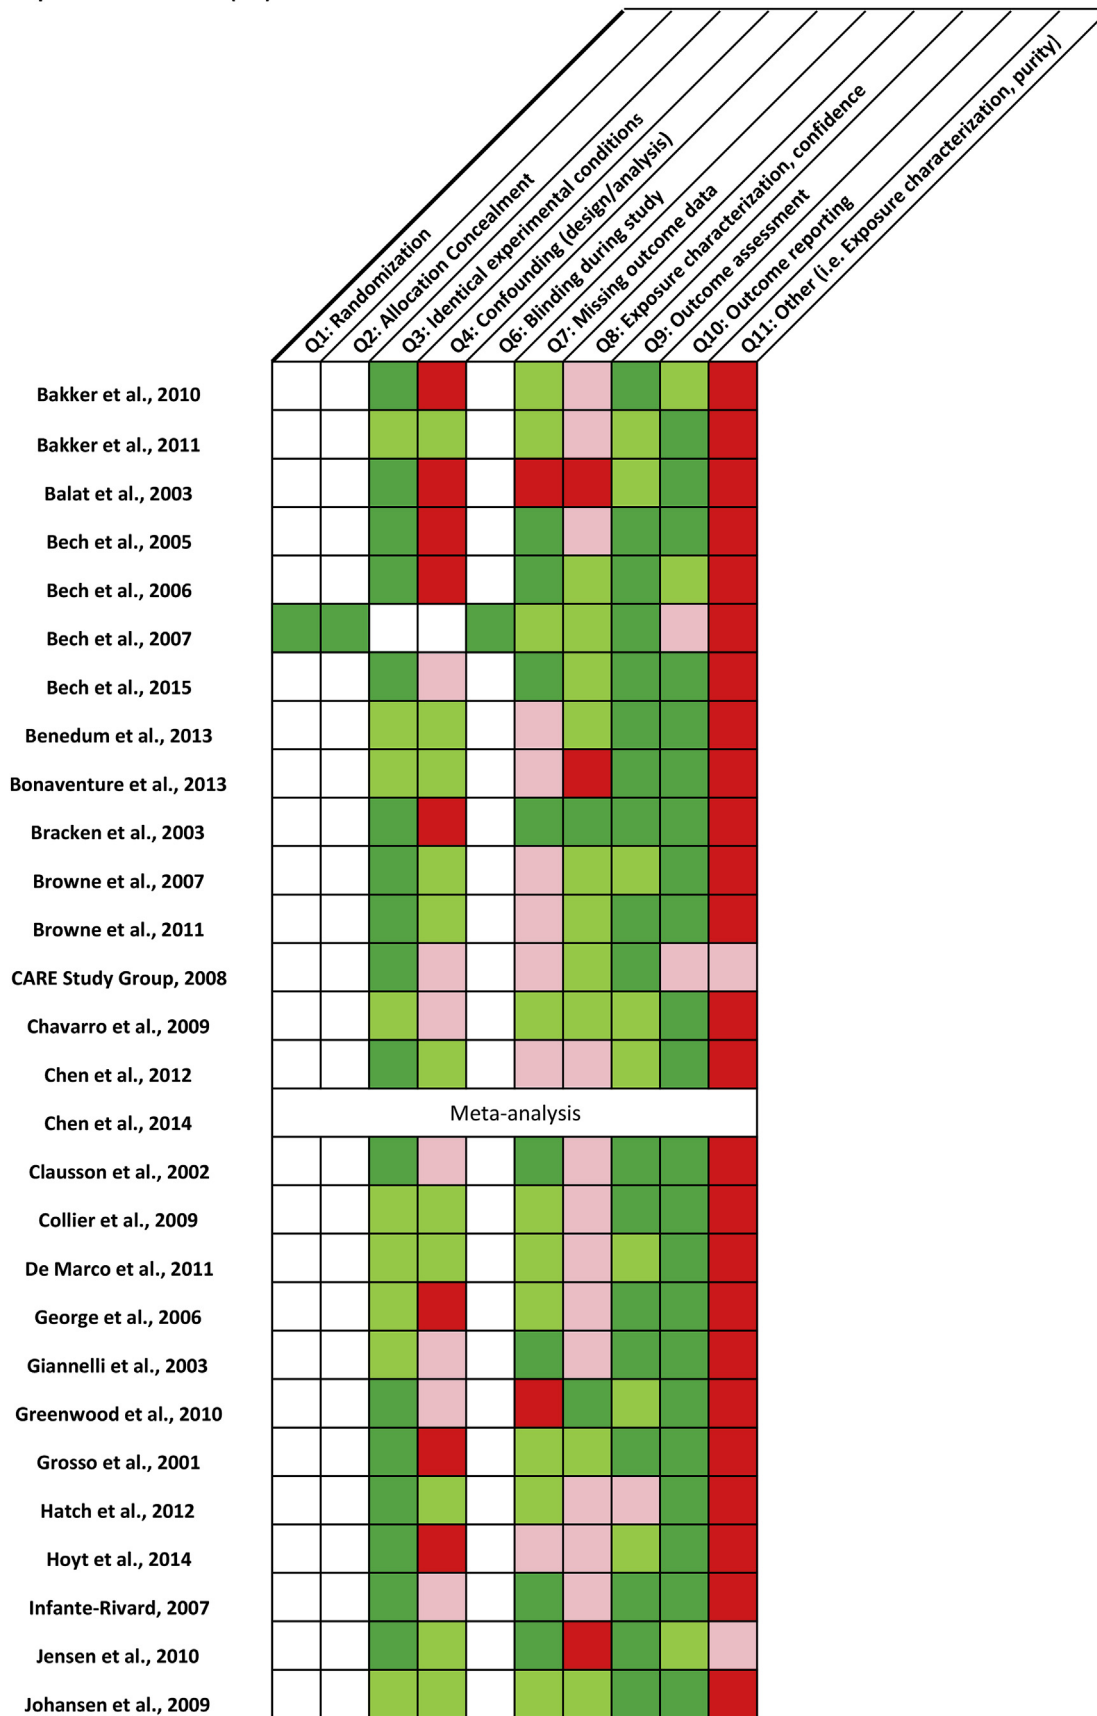 Q1: Randomization
Q2: Allocation Concealment
Q3: Identical experimental conditions
Q4: Confounding (design/analysis)
Q6: Blinding during study
Q7: Missing outcome data
Q8: Exposure characterization, confidence
Q9: Outcome assessment
Q10: Outcome reporting
Q11: Other (i.e. Exposure characterization, purity)
Bakker et al., 2010
Bakker et al., 2011
Balat et al., 2003
Bech et al., 2005
Bech et al., 2006
Bech et al., 2007
Bech et al., 2015
Benedum et al., 2013
Bonaventure et al., 2013
Bracken et al., 2003
Browne et al., 2007
Browne et al., 2011
CARE Study Group, 2008
Chavarro et al., 2009
Chen et al., 2012
Chen et al., 2014 Meta-analysis
Clausson et al., 2002
Collier et al., 2009
De Marco et al., 2011
George et al., 2006
Giannelli et al., 2003
Greenwood et al., 2010
Grosso et al., 2001
Hatch et al., 2012
Hoyt et al., 2014
Infante-Rivard, 2007
Jensen et al., 2010
Johansen et al., 2009